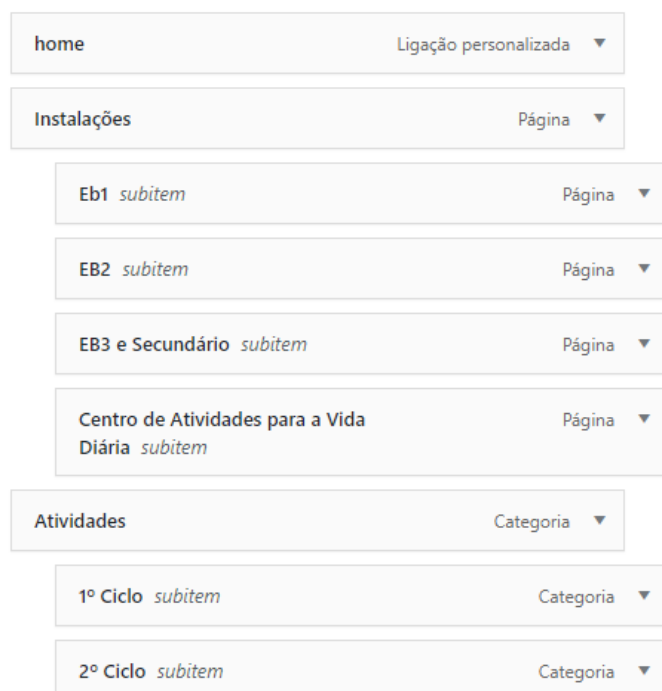 home Ligação personalizada
Instalações Página
Eb1 subitem Página
EB2 subitem Página
EB3 e Secundário subitem Página
Centro de Atividades para a Vida Página
Diária subitem
Atividades Categoria
1º Ciclo subitem Categoria
2º Ciclo subitem Categoria